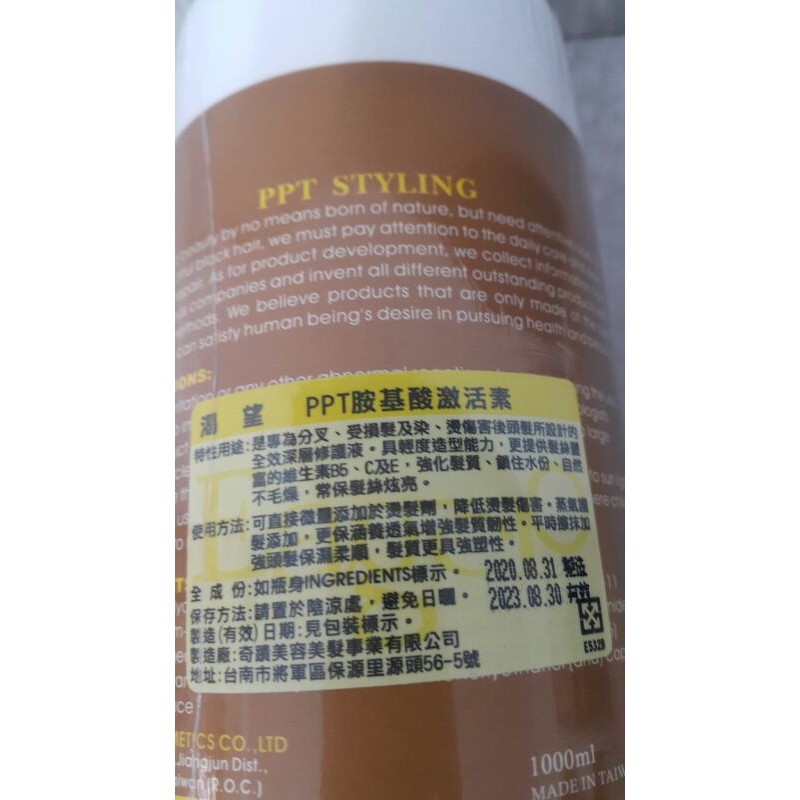 PPT STYLING
beauty by no means born of nature, but need
black hair, we must pay attention to the daily care
As for product development, we collect
companies and invent all different outstanding
We believe products that are only made
can satisfy human being's desire in pursuing health and
渴望 PPT胺基酸激活素
特性用途:是專為分叉、受損髮及染、燙傷害後頭髮所設計的
全效深層修護液。具輕度造型能力，更提供髮絲豐
富的維生素B5、C及E，強化髮質、鎖住水份、自然
不毛燥，常保髮絲炫亮。
使用方法:可直接微量添加於燙髮劑，降低燙髮傷害。蒸氣護
髮添加，更保涵養透氣增強髮質韌性。平時擦抹加
強頭髮保濕柔順，髮質更具強塑性。
全成份:如瓶身INGREDIENTS標示。 2020.08.31 製造
保存方法:請置於陰涼處，避免日曬。 2023.08.30 有效
製造(有效)日期:見包裝標示。
製造廠:奇蹟美容美髮事業有限公司 E5328
地址:台南市將軍區保源里源頭56-5號
CO.,LTD
Jiangjun Dist.,
(R.O.C.)
1000ml
MADE IN